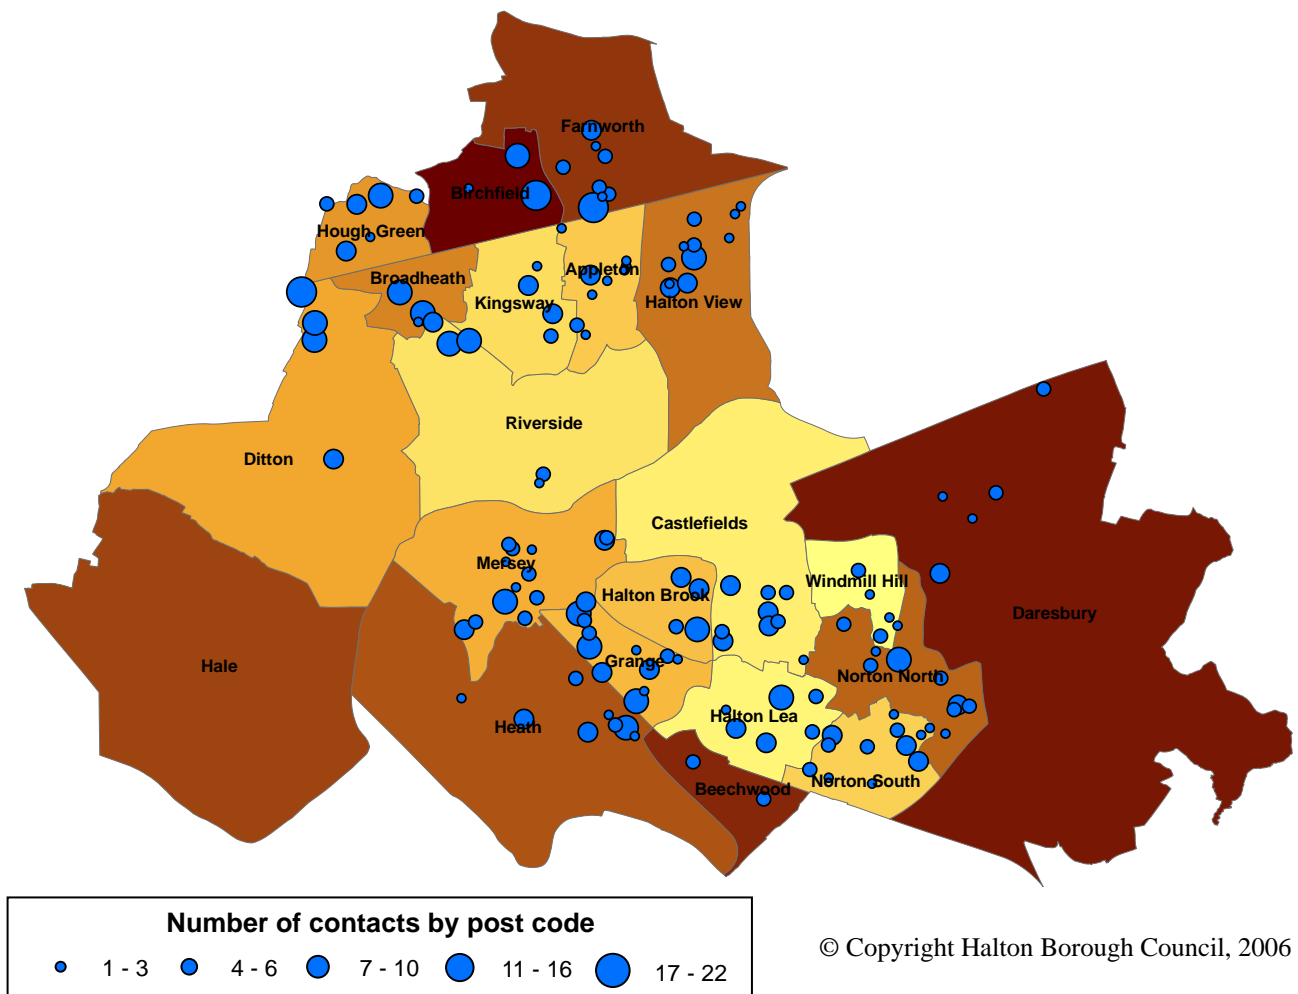 Farnworth
Birchfield
Hough Green
Broadheath
Appleton
Kingsway
Halton View
Riverside
Ditton
Castlefields
Mersey
Windmill Hill
Halton Brook
Daresbury
Hale
Grange
Norton North
Halton Lea
Heath
Norton South
Beechwood
Number of contacts by post code
1 - 3 4 - 6 7 - 10 11 - 16 17 - 22
© Copyright Halton Borough Council, 2006